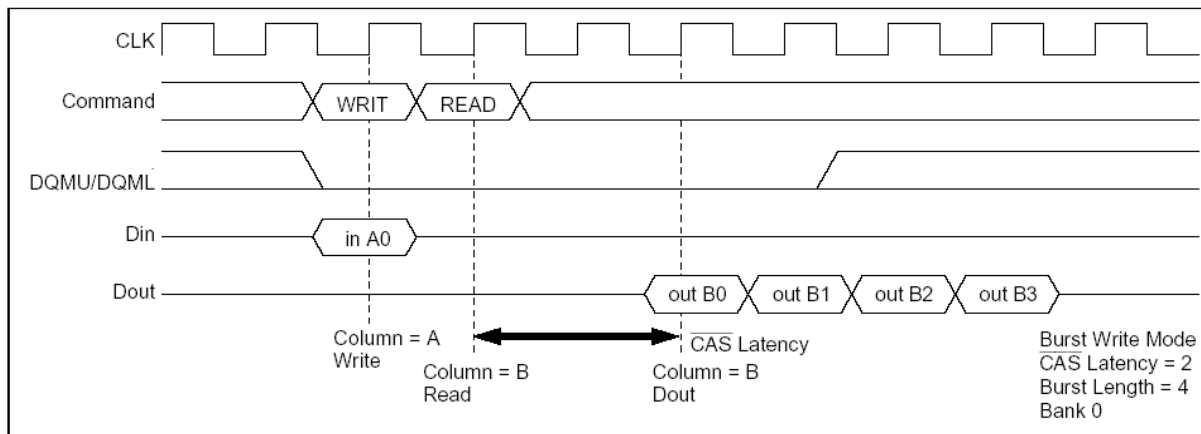 CLK
Command
WRIT
READ
DQMU/DQML
Din
in A0
Dout
out B0
out B1
out B2
out B3
Column = A
Write
Column = B
Read
CAS Latency
Column = B
Dout
Burst Write Mode
CAS Latency = 2
Burst Length = 4
Bank 0